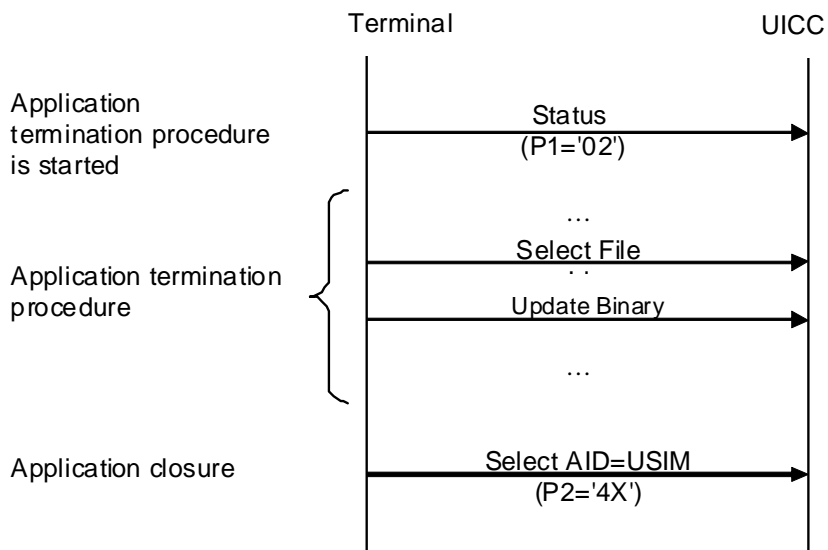 Terminal
UICC
Application
termination procedure
is started
Status
(P1='02')
...
Select File
. .
Application termination
procedure
Update Binary
...
Application closure
Select AID=USIM
(P2='4X')